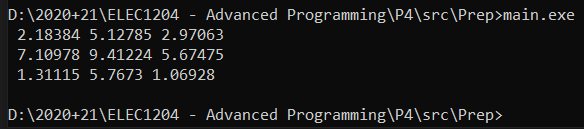 D:\2020+21\ELEC1204 - Advanced Programming\P4\src\Prep>main.exe
2.18384 5.12785 2.97063
7.10978 9.41224 5.67475
1.31115 5.7673 1.06928
D:\2020+21\ELEC1204 - Advanced Programming\P4\src\Prep>